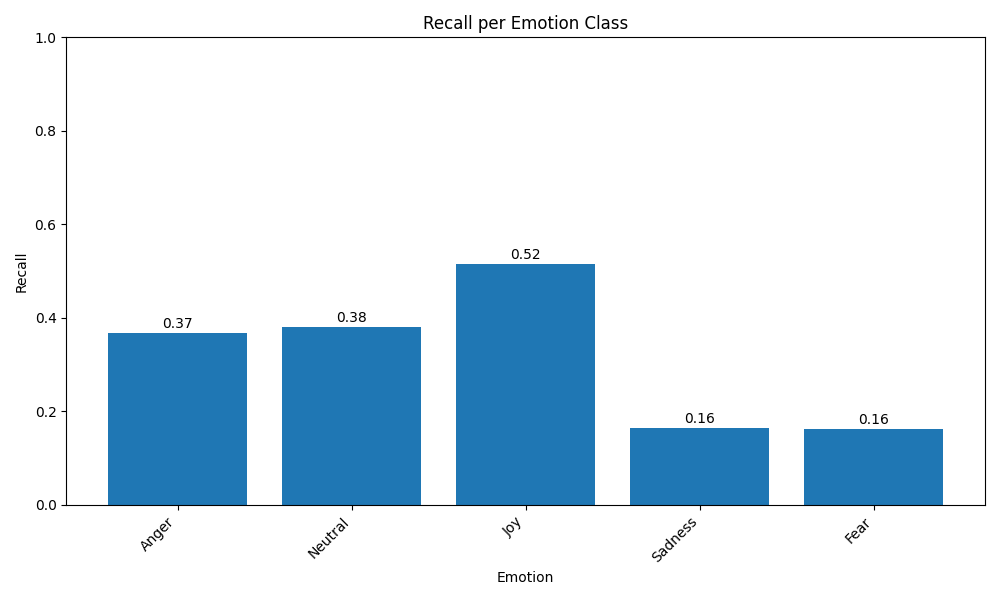 Recall per Emotion Class
1.0
0.8
0.6
0.4
0.2
0.0
Recall
0.37
0.38
0.52
0.16
0.16
Anger
Neutral
Joy
Sadness
Fear
Emotion